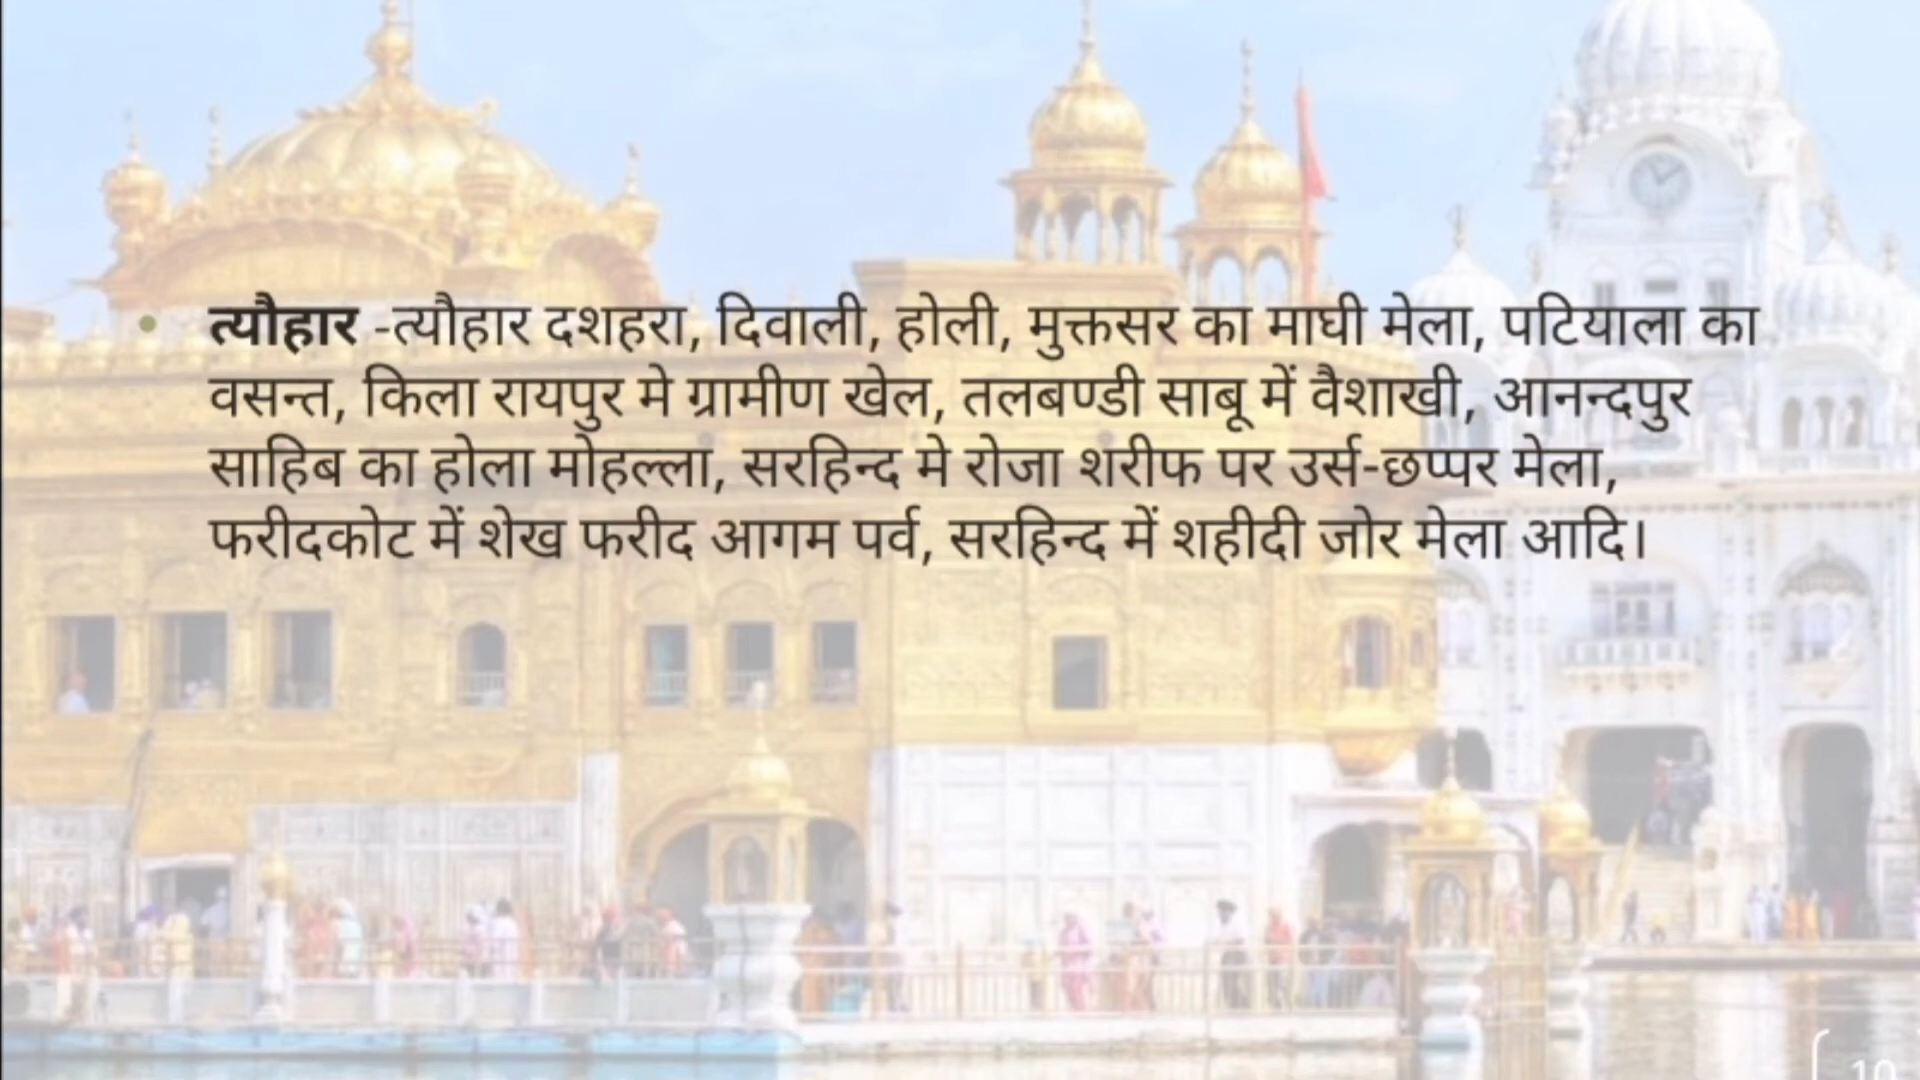 • त्यौहार -त्यौहार दशहरा, दिवाली, होली, मुक्तसर का माघी मेला, पटियाला का
वसन्त, किला रायपुर मे ग्रामीण खेल, तलबण्डी साबू में वैशाखी, आनन्दपुर
साहिब का होला मोहल्ला, सरहिन्द मे रोजा शरीफ पर उर्स-छप्पर मेला,
फरीदकोट में शेख फरीद आगम पर्व, सरहिन्द में शहीदी जोर मेला आदि।
10